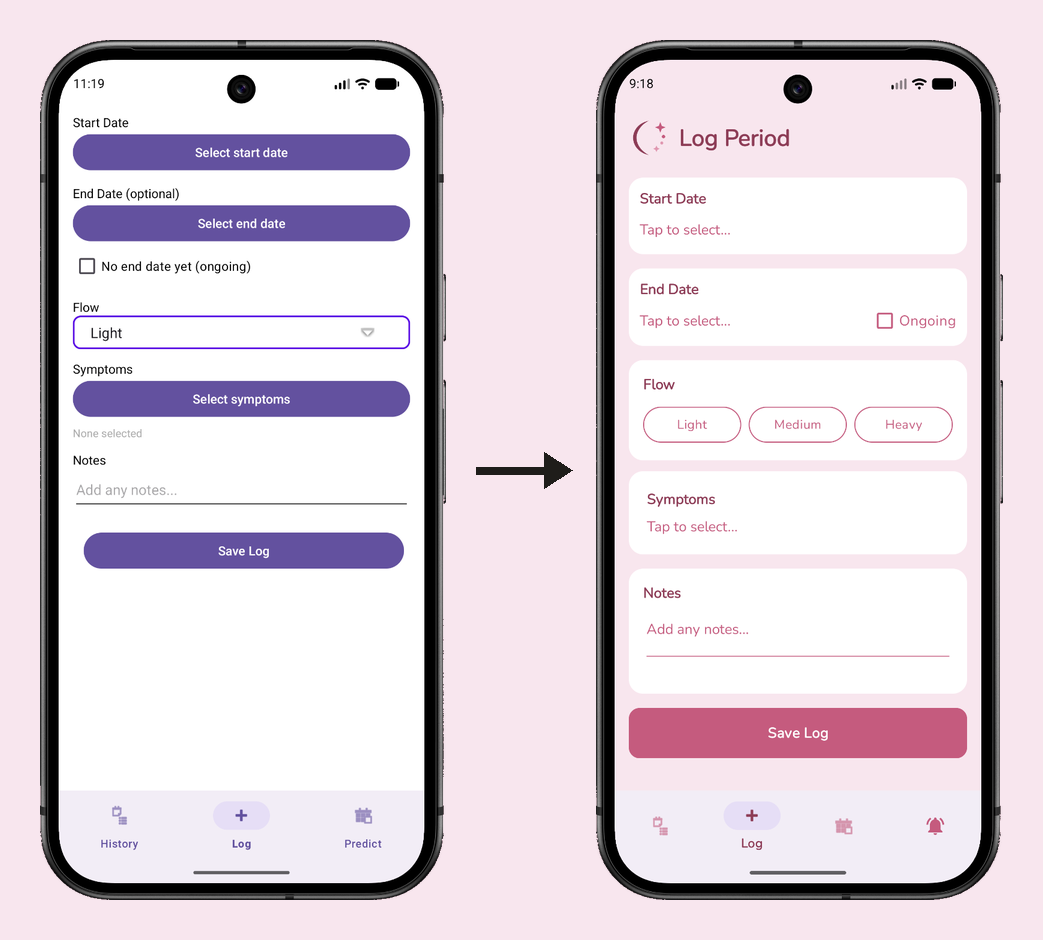 11:19
Start Date
Select start date
End Date (optional)
Select end date
No end date yet (ongoing)
Flow
Light
Symptoms
Select symptoms
None selected
Notes
Add any notes...
Save Log
History
Log
Predict
9:18
Log Period
Start Date
Tap to select...
End Date
Tap to select...
Ongoing
Flow
Light
Medium
Heavy
Symptoms
Tap to select...
Notes
Add any notes...
Save Log
Log